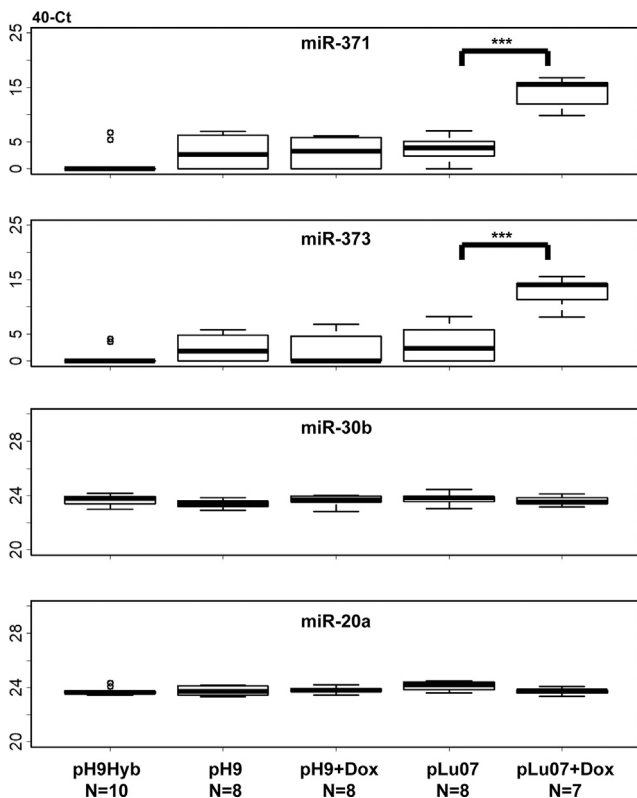 40-Ct
miR-371
25
15
5
0
***
miR-373
25
15
5
0
***
miR-30b
28
24
20
miR-20a
28
24
20
pH9Hyb pH9 pH9+Dox pLu07 pLu07+Dox
N=10 N=8 N=8 N=8 N=7